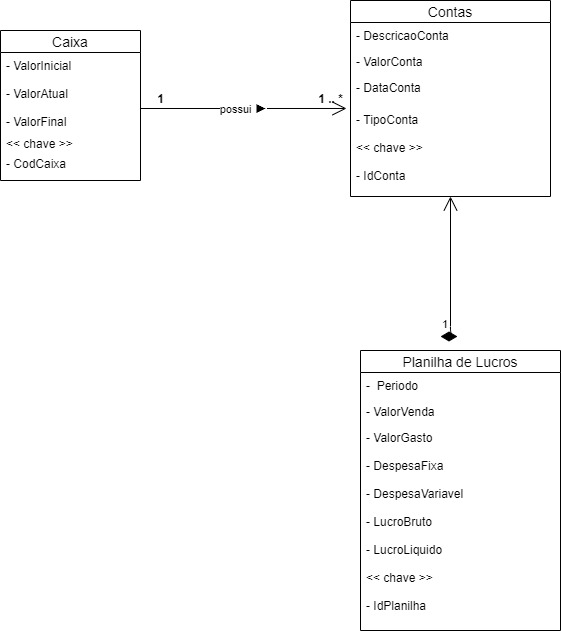 Caixa
- ValorInicial
- ValorAtual
- ValorFinal
<< chave >>
- CodCaixa
1
possui
1 .. *
Contas
- DescricaoConta
- ValorConta
- DataConta
- TipoConta
<< chave >>
- IdConta
1
Planilha de Lucros
- Periodo
- ValorVenda
- ValorGasto
- DespesaFixa
- DespesaVariavel
- LucroBruto
- LucroLiquido
<< chave >>
- IdPlanilha